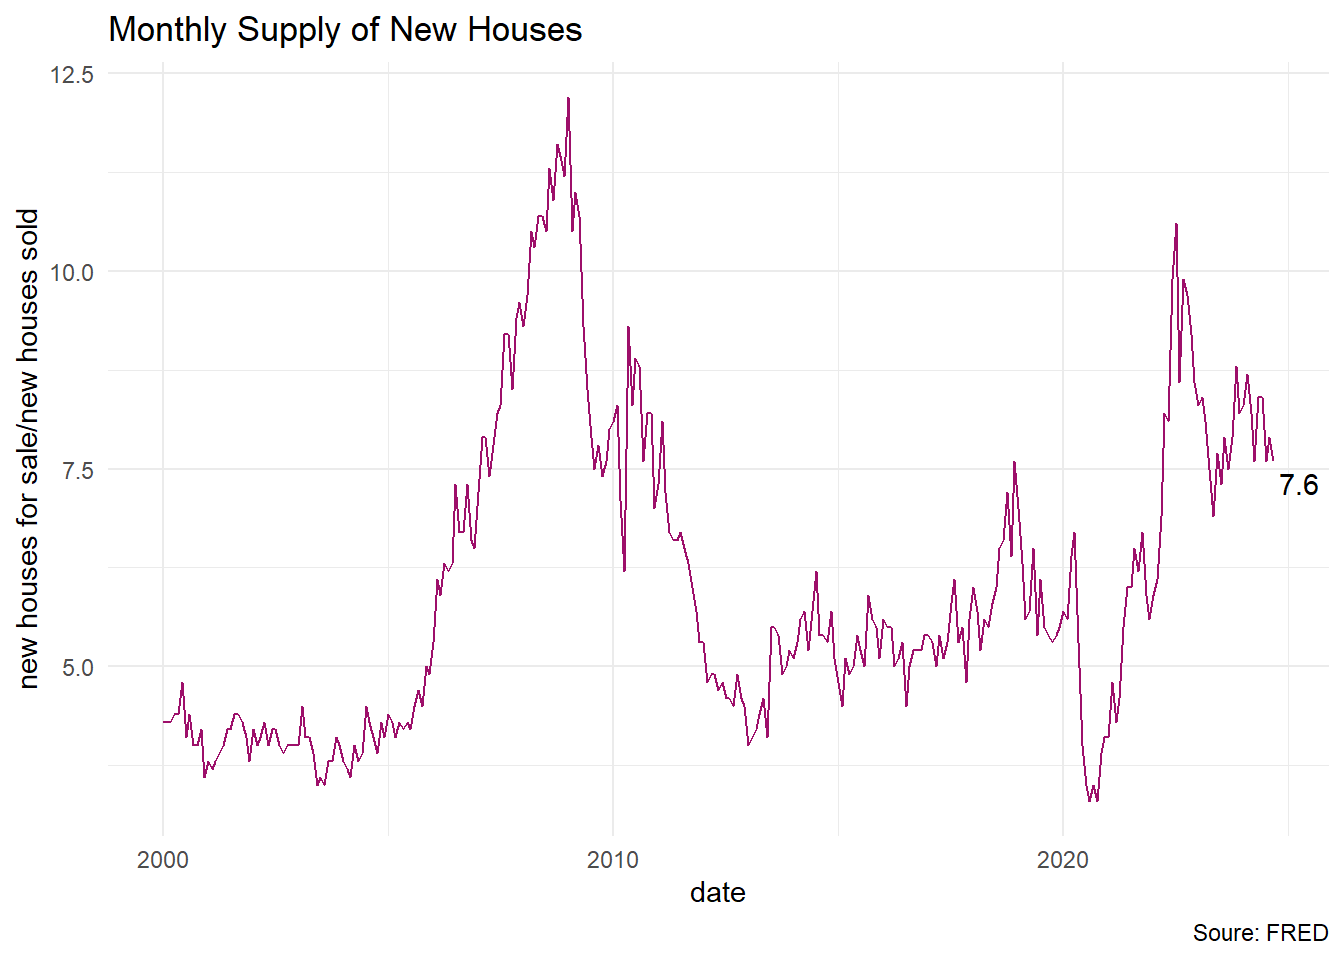 Monthly Supply of New Houses
12.5
10.0
7.5
5.0
new houses for sale/new houses sold
7.6
2000
2010
2020
date
Soure: FRED